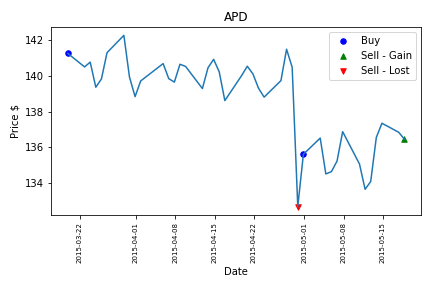 APD
Buy
Sell - Gain
Sell - Lost
Price $
142
140
138
136
134
2015-03-22
2015-04-01
2015-04-08
2015-04-15
2015-04-22
2015-05-01
2015-05-08
2015-05-15
Date